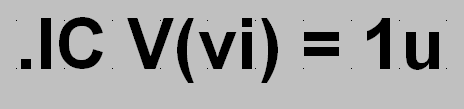 .IC V(vi) = 1u